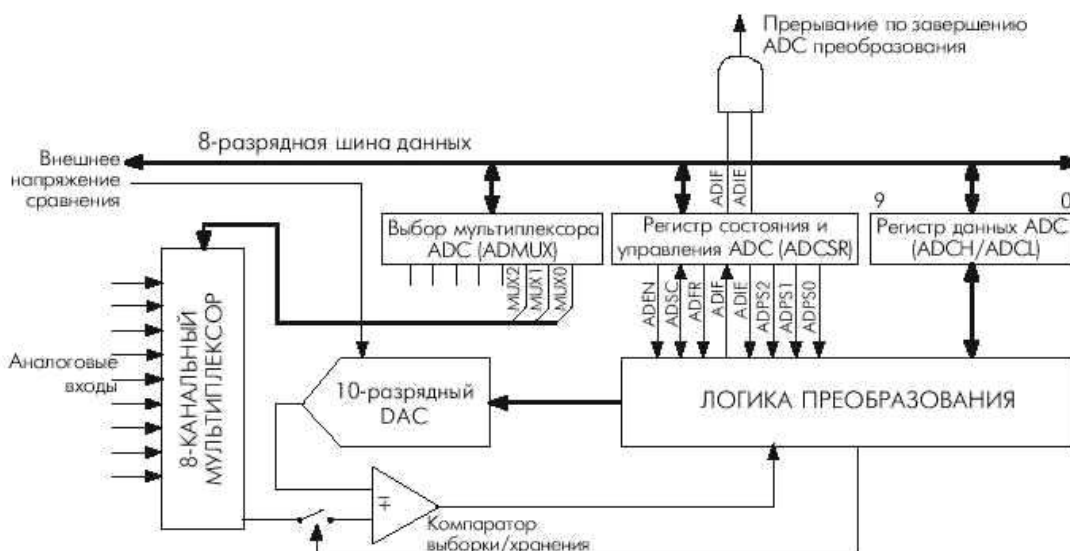 Прерывание по завершению
ADC преобразования
8-разрядная шина данных
Внешнее
напряжение
сравнения
ADIF
ADIE
9
0
Выбор мультиплексора
ADC (ADMUX)
Регистр состояния и
управления ADC (ADCSR)
Регистр данных ADC
(ADCH/ADCL)
MUX2
MUX1
MUX0
ADEN
ADSC
ADFR
ADIF
ADIE
ADPS2
ADPS1
ADPS0
Аналоговые
входы
8-КАНАЛЬНЫЙ
МУЛЬТИПЛЕКСОР
10-разрядный
DAC
ЛОГИКА ПРЕОБРАЗОВАНИЯ
Компаратор
выборки/хранения